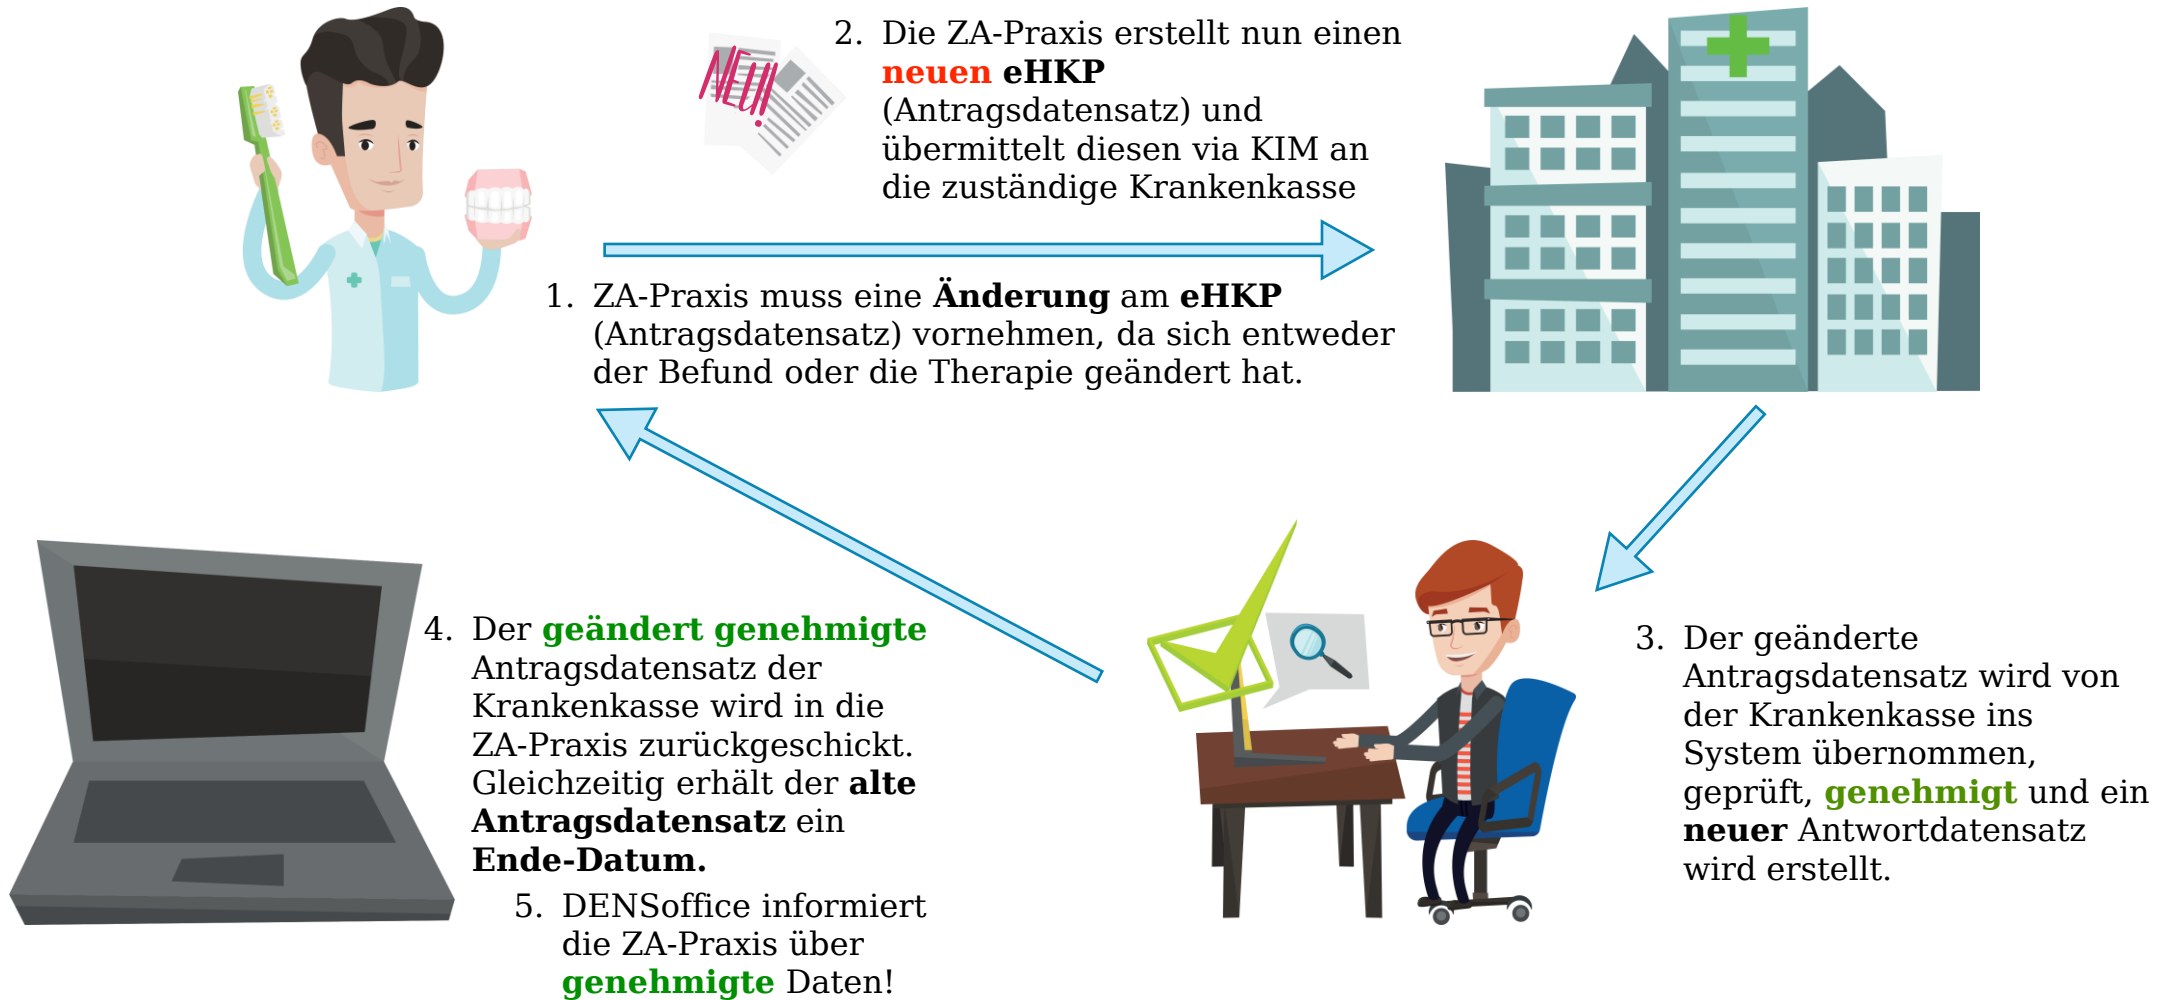 NEU!
2. Die ZA-Praxis erstellt nun einen
neuen eHKP
(Antragsdatensatz) und
übermittelt diesen via KIM an
die zuständige Krankenkasse
1. ZA-Praxis muss eine Änderung am eHKP
(Antragsdatensatz) vornehmen, da sich entweder
der Befund oder die Therapie geändert hat.
3. Der geänderte
Antragsdatensatz wird von
der Krankenkasse ins
System übernommen,
geprüft, genehmigt und ein
neuer Antwortdatensatz
wird erstellt.
4. Der geändert genehmigte
Antragsdatensatz der
Krankenkasse wird in die
ZA-Praxis zurückgeschickt.
Gleichzeitig erhält der alte
Antragsdatensatz ein
Ende-Datum.
5. DENSoffice informiert
die ZA-Praxis über
genehmigte Daten!